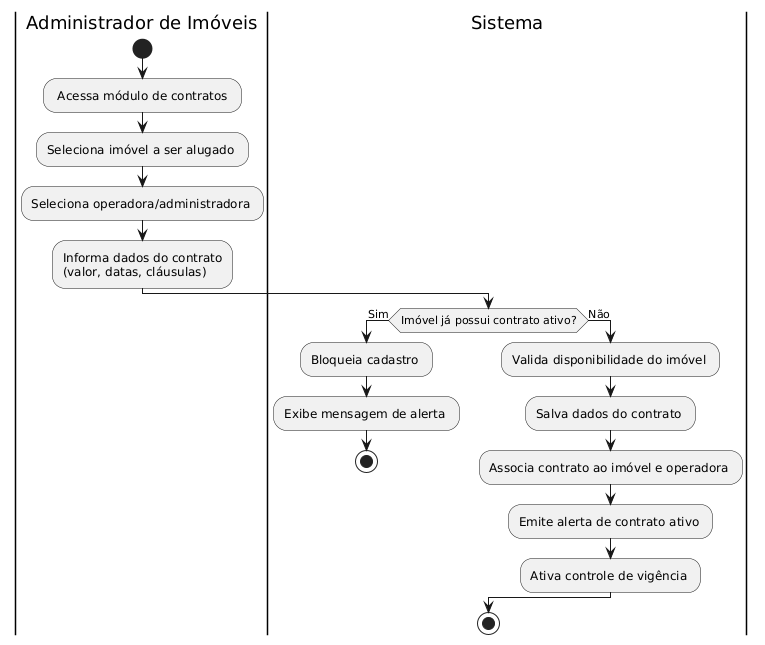 Administrador de Imóveis
Sistema
Acessa módulo de contratos
Seleciona imóvel a ser alugado
Seleciona operadora/administradora
Informa dados do contrato
(valor, datas, cláusulas)
Imóvel já possui contrato ativo?
Sim
Não
Bloqueia cadastro
Exibe mensagem de alerta
Valida disponibilidade do imóvel
Salva dados do contrato
Associa contrato ao imóvel e operadora
Emite alerta de contrato ativo
Ativa controle de vigência